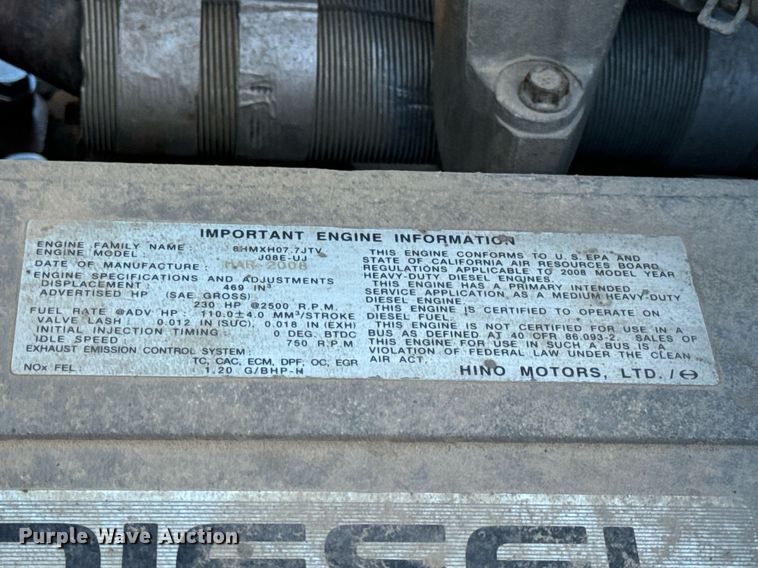 IMPORTANT ENGINE INFORMATION
ENGINE FAMILY NAME : 8HMXH07.7JTV
ENGINE MODEL : J08E-UJ
DATE OF MANUFACTURE : MAR 2008
ENGINE SPECIFICATIONS AND ADJUSTMENTS
DISPLACEMENT : 469 IN³
ADVERTISED HP (SAE GROSS) :
230 HP @2500 R.P.M.
FUEL RATE @ADV HP : 110.0±4.0 MM³/STROKE
VALVE LASH : 0.012 IN (SUC), 0.018 IN (EXH)
INITIAL INJECTION TIMING : 0 DEG. BTDC
IDLE SPEED : 750 R.P.M.
EXHAUST EMISSION CONTROL SYSTEM :
TC, CAC, ECM, DPF, OC, EGR
NOx FEL : 1.20 G/BHP-H
THIS ENGINE CONFORMS TO U.S. EPA AND
STATE OF CALIFORNIA AIR RESOURCES BOARD
REGULATIONS APPLICABLE TO 2008 MODEL YEAR
HEAVY-DUTY DIESEL ENGINES.
THIS ENGINE HAS A PRIMARY INTENDED
SERVICE APPLICATION AS A MEDIUM HEAVY-DUTY
DIESEL ENGINE.
THIS ENGINE IS CERTIFIED TO OPERATE ON
DIESEL FUEL.
THIS ENGINE IS NOT CERTIFIED FOR USE IN A
BUS AS DEFINED AT 40 CFR 86.093-2. SALES OF
THIS ENGINE FOR USE IN SUCH A BUS IS A
VIOLATION OF FEDERAL LAW UNDER THE CLEAN
AIR ACT.
HINO MOTORS, LTD./
DIESEL
Purple Wave Auction